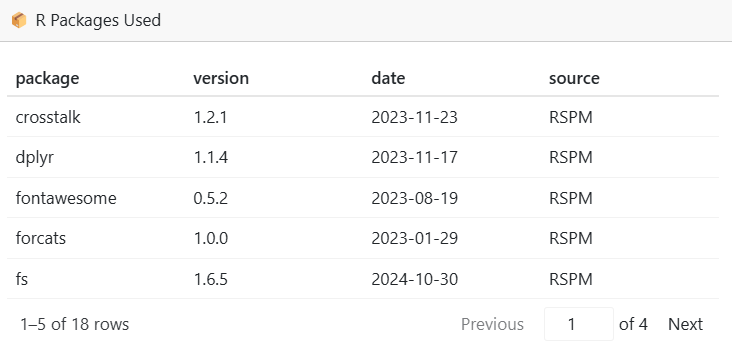 R Packages Used
package version date source
crosstalk 1.2.1 2023-11-23 RSPM
dplyr 1.1.4 2023-11-17 RSPM
fontawesome 0.5.2 2023-08-19 RSPM
forcats 1.0.0 2023-01-29 RSPM
fs 1.6.5 2024-10-30 RSPM
1–5 of 18 rows Previous 1 of 4 Next